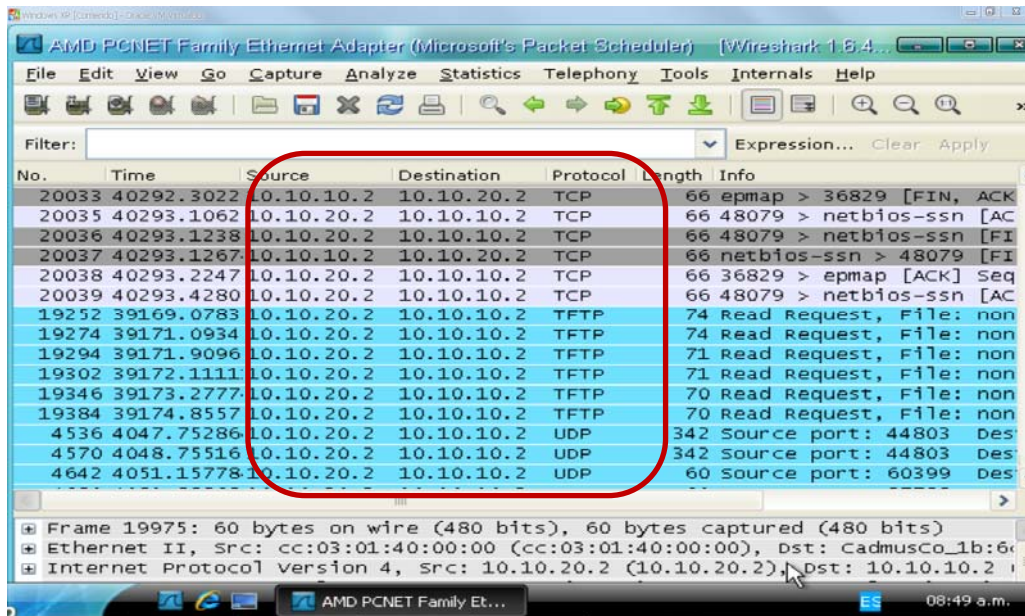 Windows XP [Corriendo] - Oracle VM VirtualBox
AMD PCNET Family Ethernet Adapter (Microsoft's Packet Scheduler) [Wireshark 1.6.4...
File Edit View Go Capture Analyze Statistics Telephony Tools Internals Help
Filter: Expression... Clear Apply
No. Time Source Destination Protocol Length Info
20033 40292.3022 10.10.10.2 10.10.20.2 TCP 66 epmap > 36829 [FIN, ACK
20035 40293.1062 10.10.20.2 10.10.10.2 TCP 66 48079 > netbios-ssn [AC
20036 40293.1238 10.10.20.2 10.10.10.2 TCP 66 48079 > netbios-ssn [FI
20037 40293.1267 10.10.10.2 10.10.20.2 TCP 66 netbios-ssn > 48079 [FI
20038 40293.2247 10.10.20.2 10.10.10.2 TCP 66 36829 > epmap [ACK] Seq
20039 40293.4280 10.10.20.2 10.10.10.2 TCP 66 48079 > netbios-ssn [AC
19252 39169.0783 10.10.20.2 10.10.10.2 TFTP 74 Read Request, File: non
19274 39171.0934 10.10.20.2 10.10.10.2 TFTP 74 Read Request, File: non
19294 39171.9096 10.10.20.2 10.10.10.2 TFTP 71 Read Request, File: non
19302 39172.1111 10.10.20.2 10.10.10.2 TFTP 71 Read Request, File: non
19346 39173.2777 10.10.20.2 10.10.10.2 TFTP 70 Read Request, File: non
19384 39174.8557 10.10.20.2 10.10.10.2 TFTP 70 Read Request, File: non
4536 4047.75286 10.10.20.2 10.10.10.2 UDP 342 Source port: 44803 Des
4570 4048.75516 10.10.20.2 10.10.10.2 UDP 342 Source port: 44803 Des
4642 4051.15778 10.10.20.2 10.10.10.2 UDP 60 Source port: 60399 Des
Frame 19975: 60 bytes on wire (480 bits), 60 bytes captured (480 bits)
Ethernet II, Src: cc:03:01:40:00:00 (cc:03:01:40:00:00), Dst: CadmusCo_1b:6
Internet Protocol Version 4, Src: 10.10.20.2 (10.10.20.2), Dst: 10.10.10.2
AMD PCNET Family Et... ES 08:49 a.m.